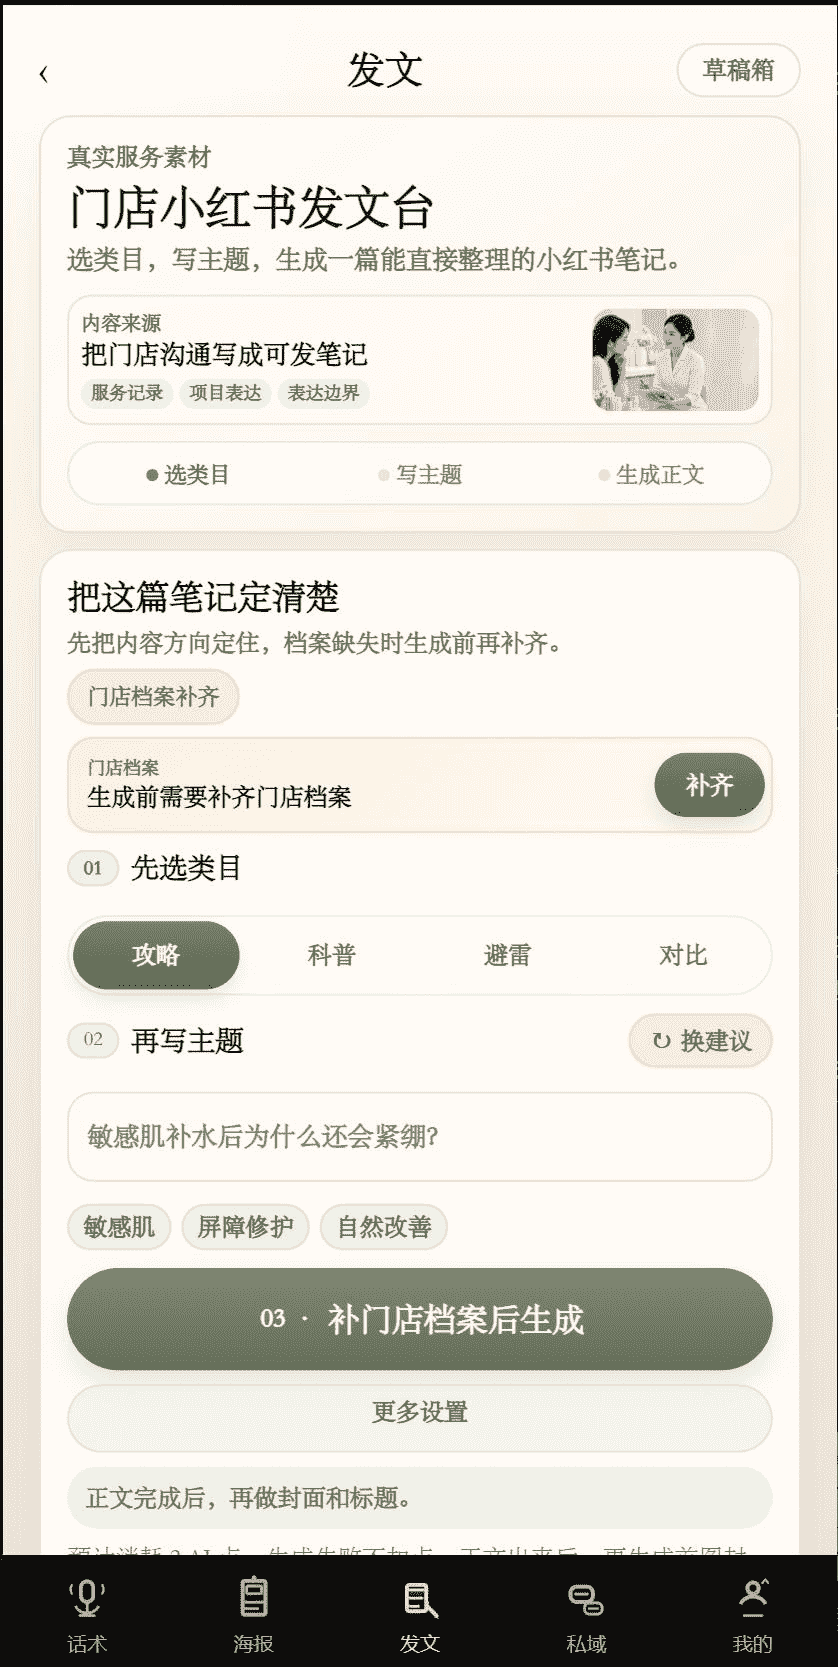 ‹ 发文 草稿箱
真实服务素材
门店小红书发文台
选类目，写主题，生成一篇能直接整理的小红书笔记。
内容来源
把门店沟通写成可发笔记
服务记录 项目表达 表达边界
选类目 写主题 生成正文
把这篇笔记定清楚
先把内容方向定住，档案缺失时生成前再补齐。
门店档案补齐
门店档案
生成前需要补齐门店档案
补齐
01 先选类目
攻略 科普 避雷 对比
02 再写主题
↻ 换建议
敏感肌补水后为什么还会紧绷？
敏感肌 屏障修护 自然改善
03 · 补门店档案后生成
更多设置
正文完成后，再做封面和标题。
话术 海报 发文 私域 我的